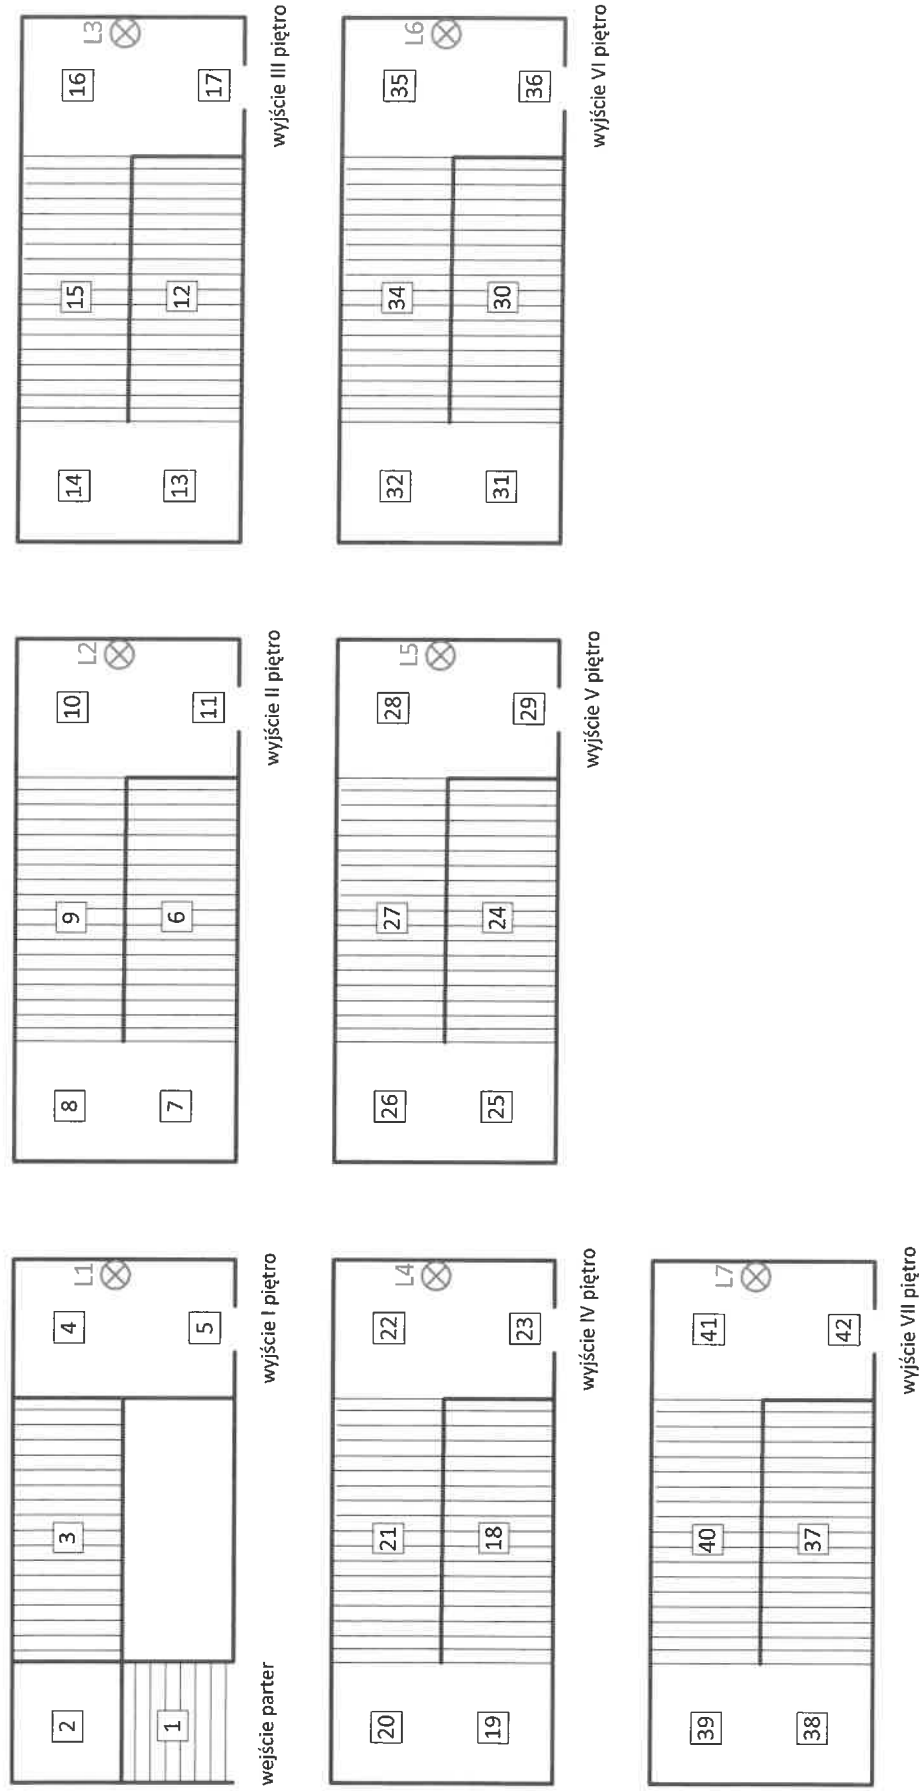 2
3
4
L1
1
5
wejście parter
wyjście I piętro
8
9
10
L2
7
6
11
wyjście II piętro
14
15
16
L3
13
12
17
wyjście III piętro
20
21
22
L4
19
18
23
wyjście IV piętro
26
27
28
L5
25
24
29
wyjście V piętro
32
34
35
L6
31
30
36
wyjście VI piętro
39
40
41
L7
38
37
42
wyjście VII piętro